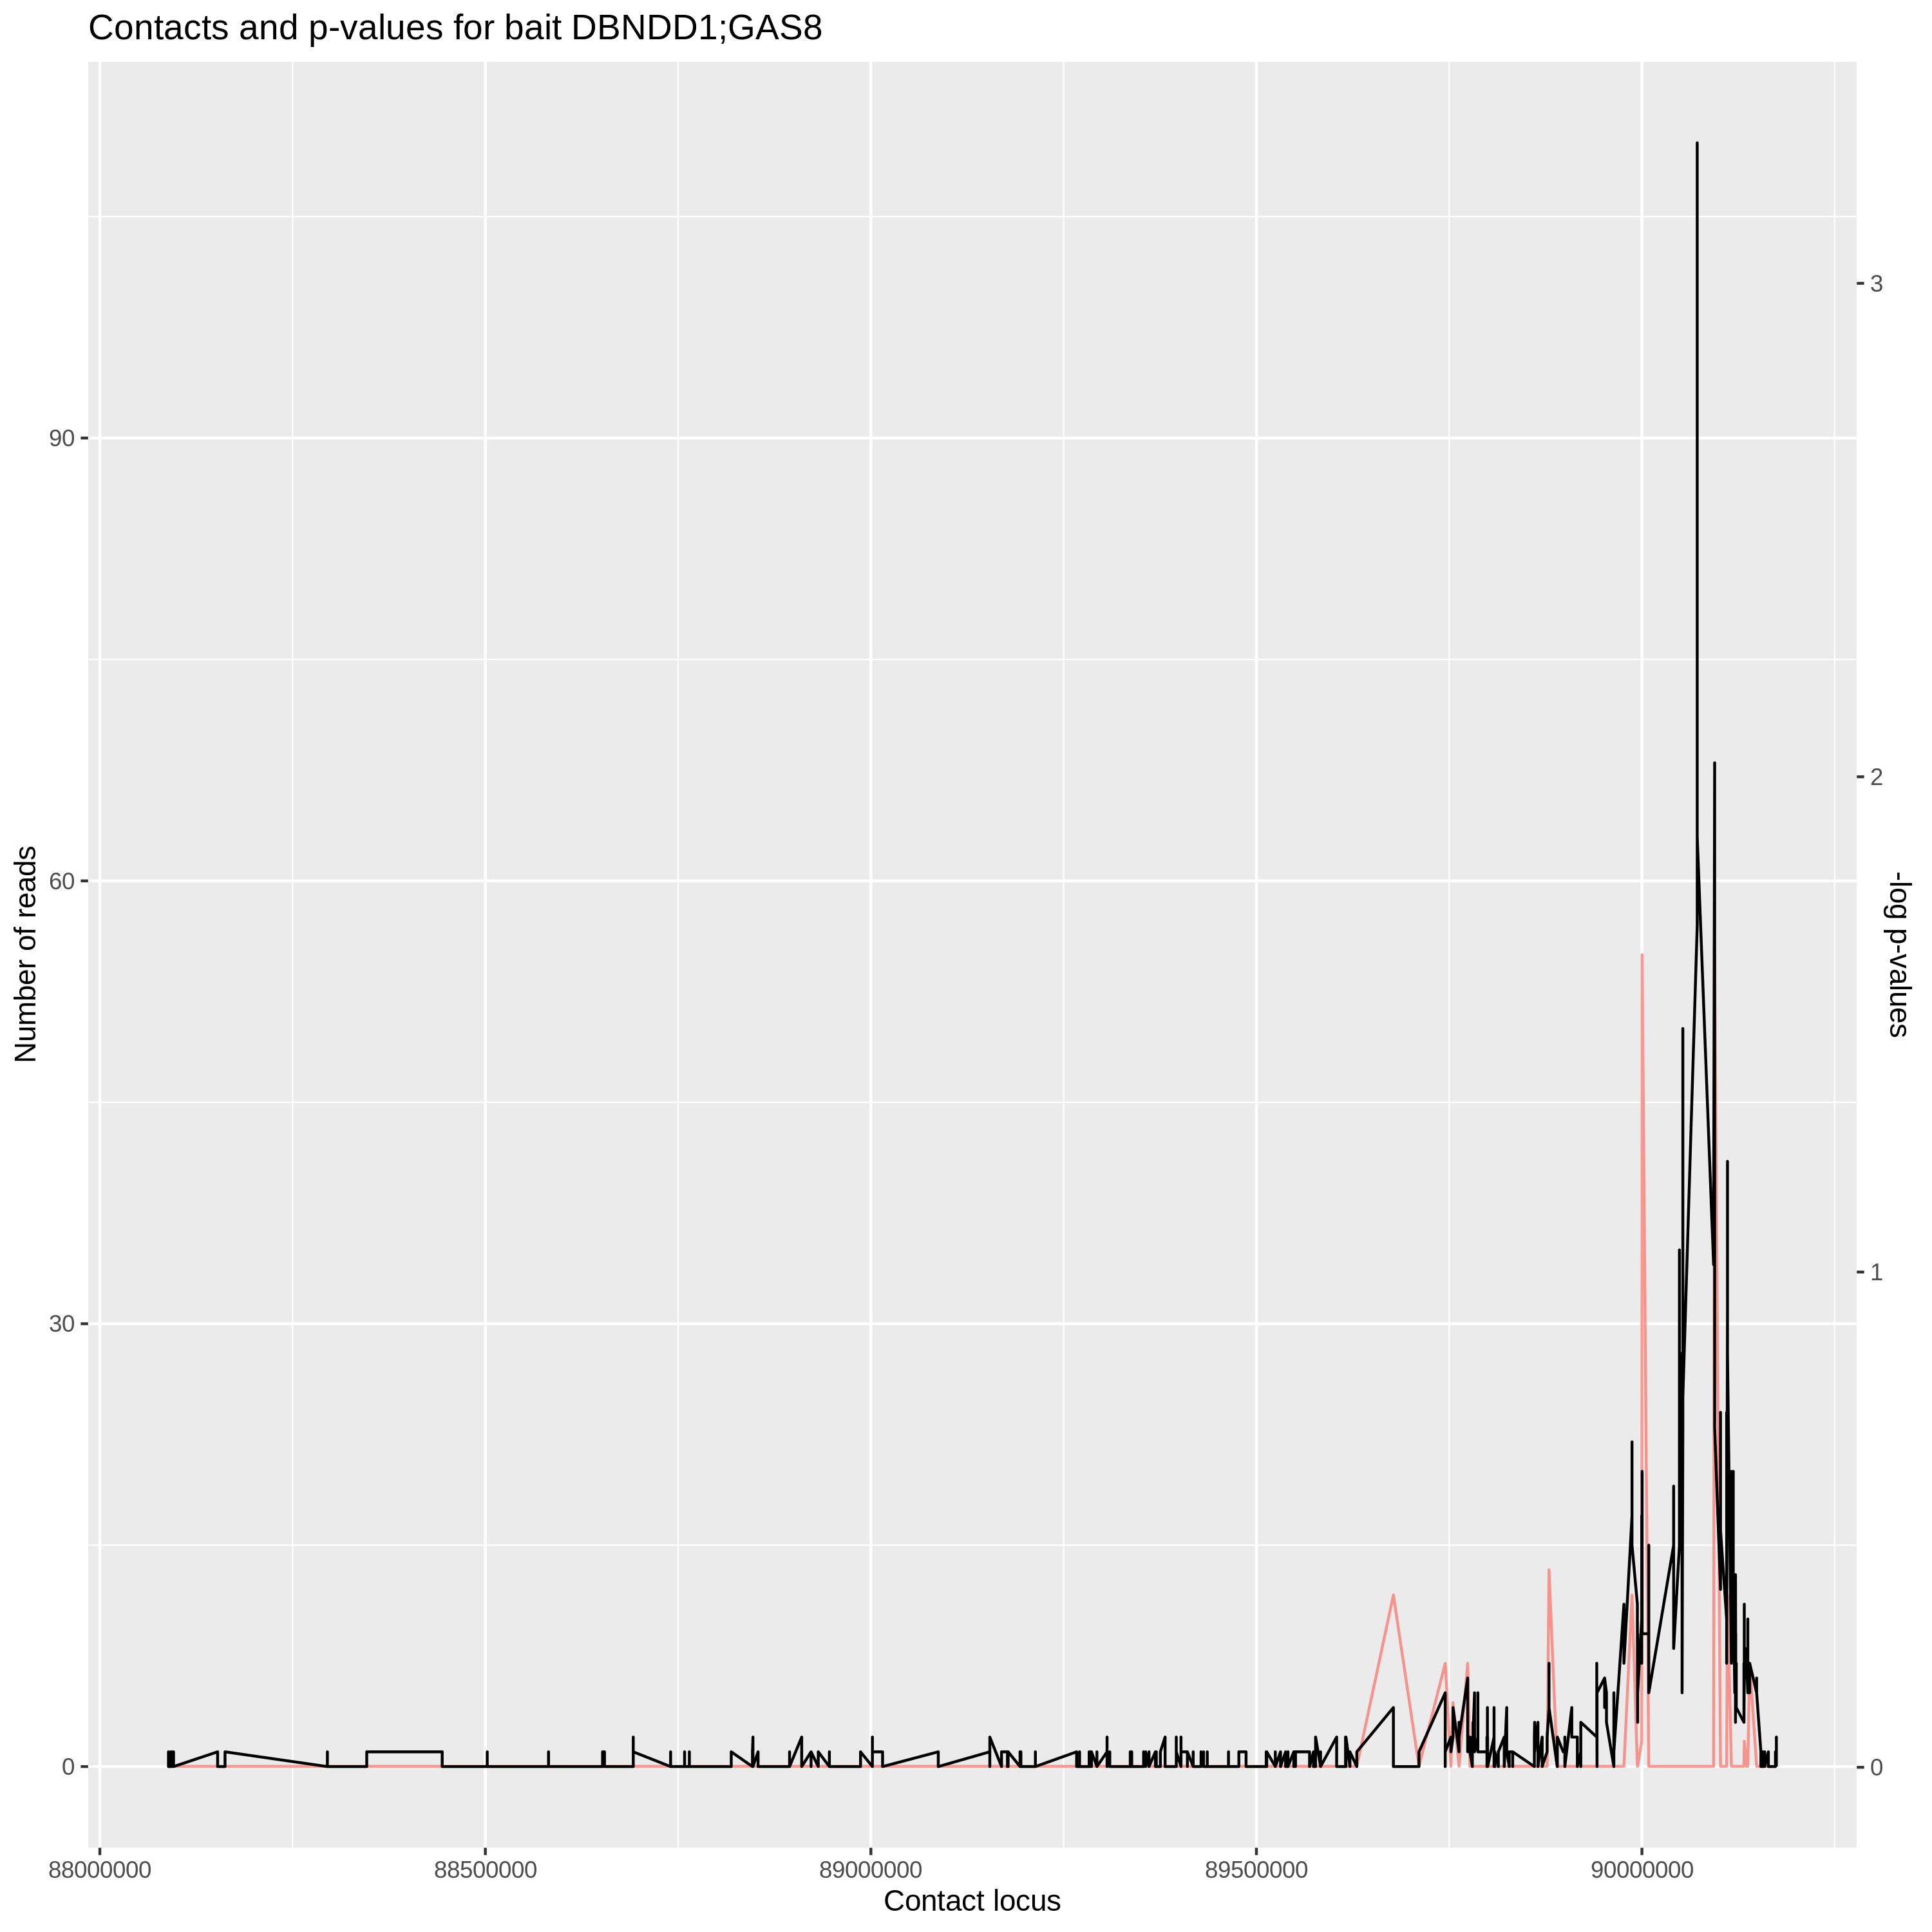 Contacts and p-values for bait DBNDD1;GAS8
Number of reads
90
60
30
0
3
2
1
0
-log p-values
88000000 88500000 89000000 89500000 90000000
Contact locus